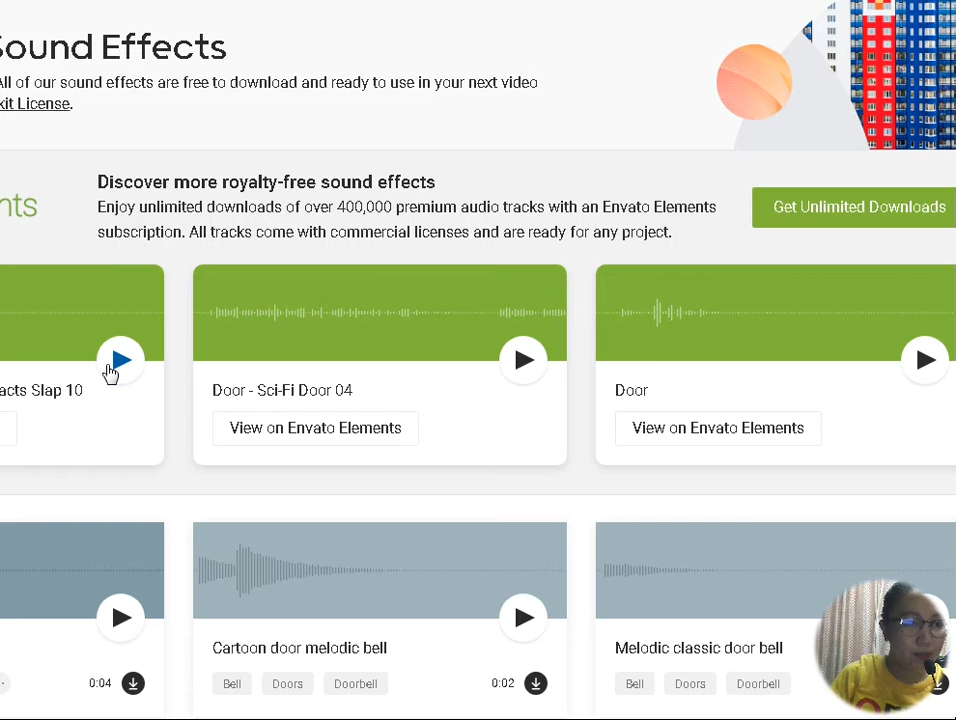 Sound Effects
All of our sound effects are free to download and ready to use in your next video
kit License.
nts
Discover more royalty-free sound effects
Enjoy unlimited downloads of over 400,000 premium audio tracks with an Envato Elements
subscription. All tracks come with commercial licenses and are ready for any project.
Get Unlimited Downloads
acts Slap 10
Door - Sci-Fi Door 04
Door
View on Envato Elements
View on Envato Elements
Cartoon door melodic bell
Melodic classic door bell
0:04
Bell
Doors
Doorbell
0:02
Bell
Doors
Doorbell